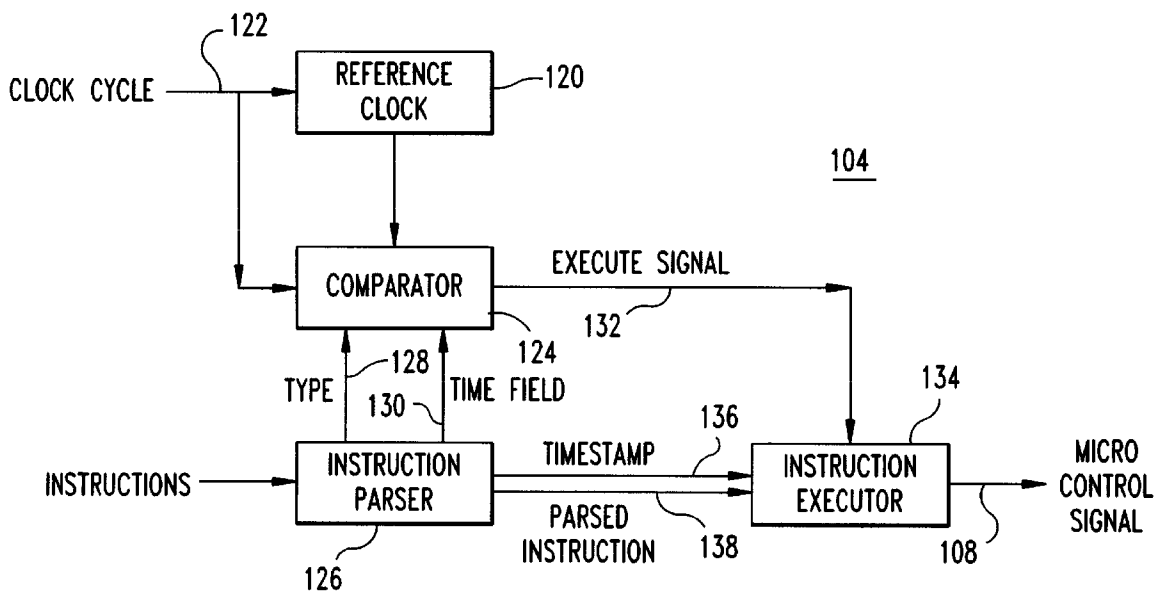 122
CLOCK CYCLE
REFERENCE
CLOCK
120
104
COMPARATOR
EXECUTE SIGNAL
132
124
TYPE
128
TIME FIELD
130
134
136
INSTRUCTIONS
INSTRUCTION
PARSER
TIMESTAMP
PARSED
INSTRUCTION
138
INSTRUCTION
EXECUTOR
MICRO
CONTROL
SIGNAL
108
126